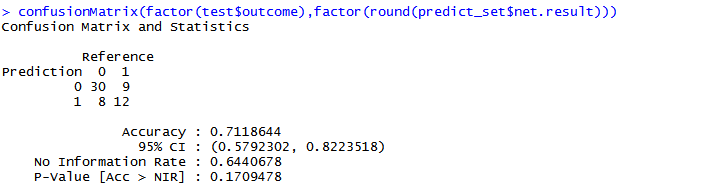 > confusionMatrix(factor(test$outcome),factor(round(predict_set$net.result)))
Confusion Matrix and Statistics
Reference
Prediction 0 1
0 30 9
1 8 12
Accuracy : 0.7118644
95% CI : (0.5792302, 0.8223518)
No Information Rate : 0.6440678
P-Value [Acc > NIR] : 0.1709478